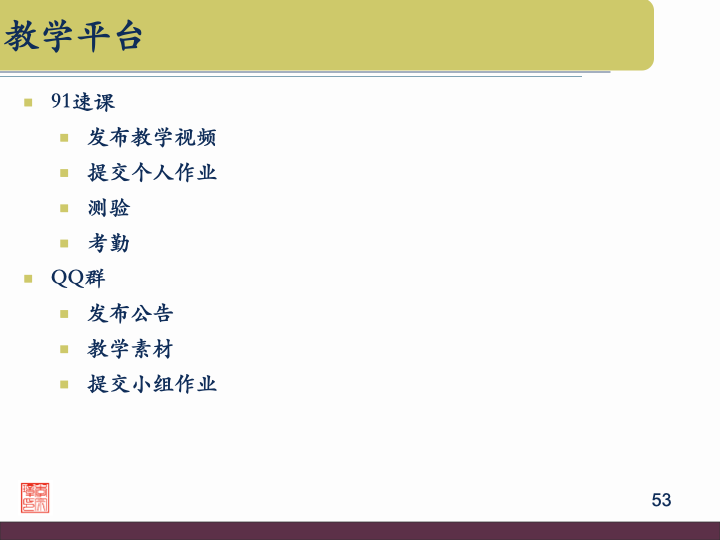 教学平台
91速课
发布教学视频
提交个人作业
测验
考勤
QQ群
发布公告
教学素材
提交小组作业
53